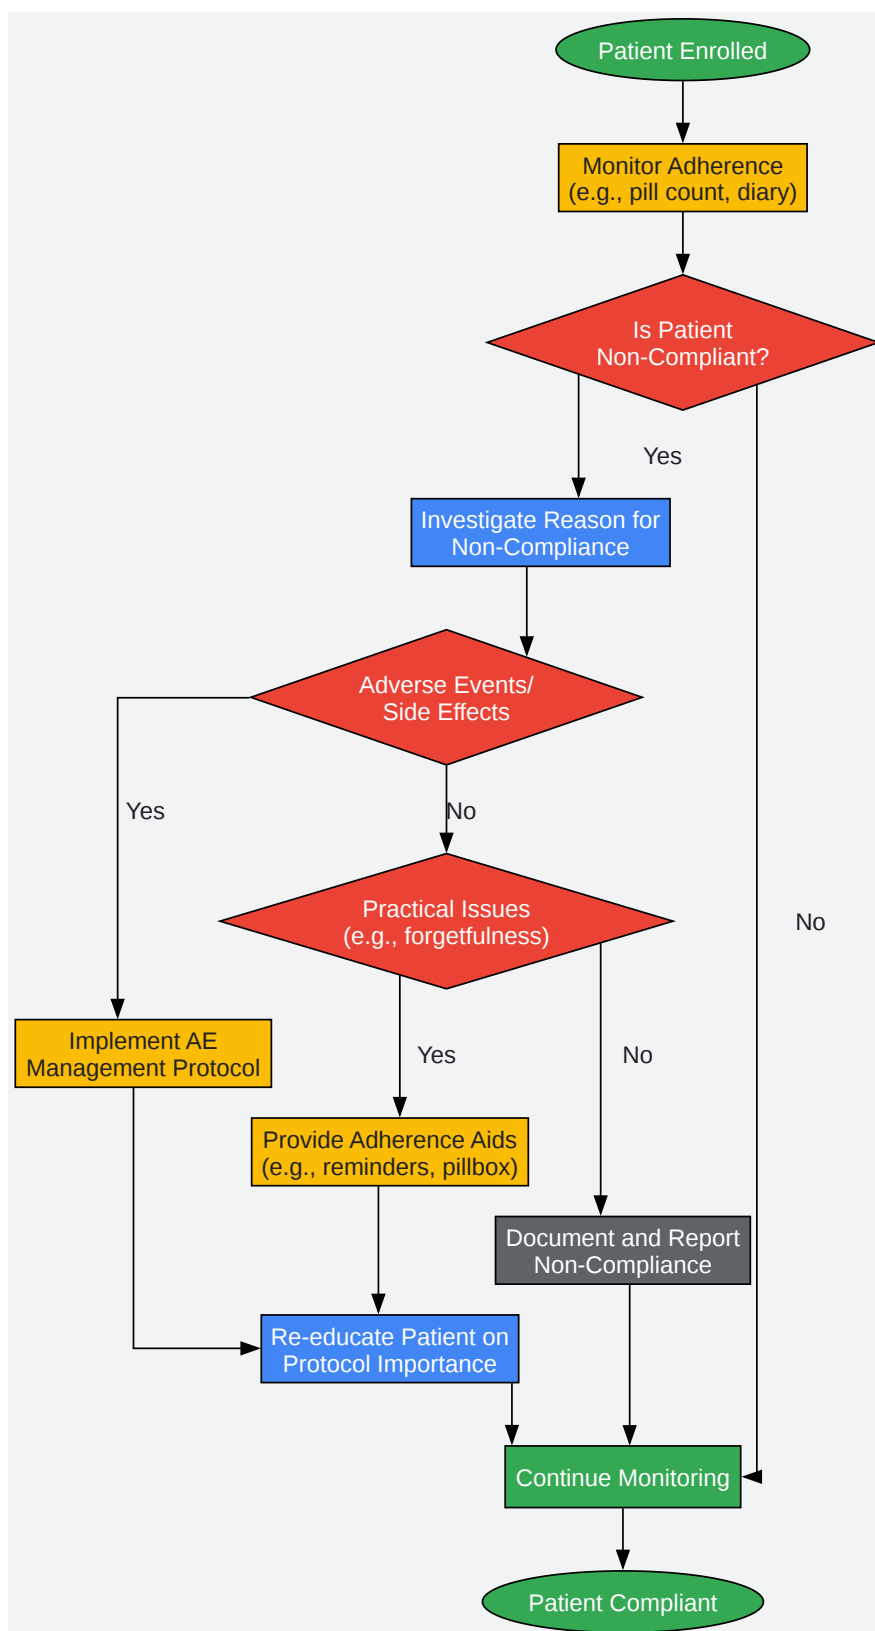 Patient Enrolled
Monitor Adherence
(e.g., pill count, diary)
Is Patient
Non-Compliant?
Yes
Investigate Reason for
Non-Compliance
Adverse Events/
Side Effects
Yes
No
Practical Issues
(e.g., forgetfulness)
No
Implement AE
Management Protocol
Yes
No
Provide Adherence Aids
(e.g., reminders, pillbox)
Document and Report
Non-Compliance
Re-educate Patient on
Protocol Importance
Continue Monitoring
Patient Compliant